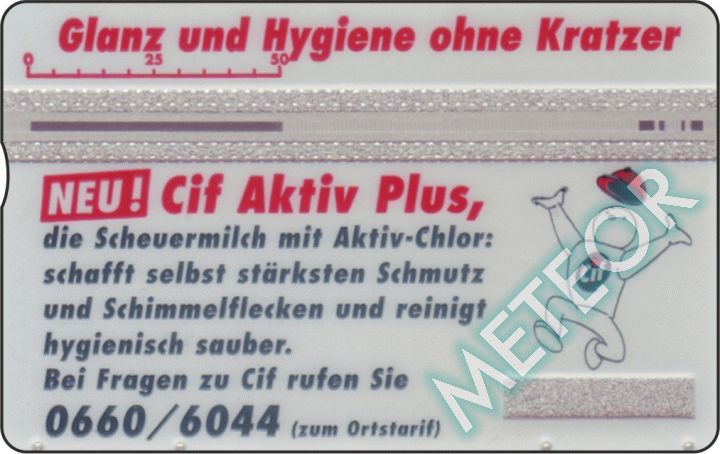 Glanz und Hygiene ohne Kratzer
0 25 50
NEU! Cif Aktiv Plus,
die Scheuermilch mit Aktiv-Chlor:
schafft selbst stärksten Schmutz
und Schimmelflecken und reinigt
hygienisch sauber.
Bei Fragen zu Cif rufen Sie
0660/6044 (zum Ortstarif)
Cif
METEOR